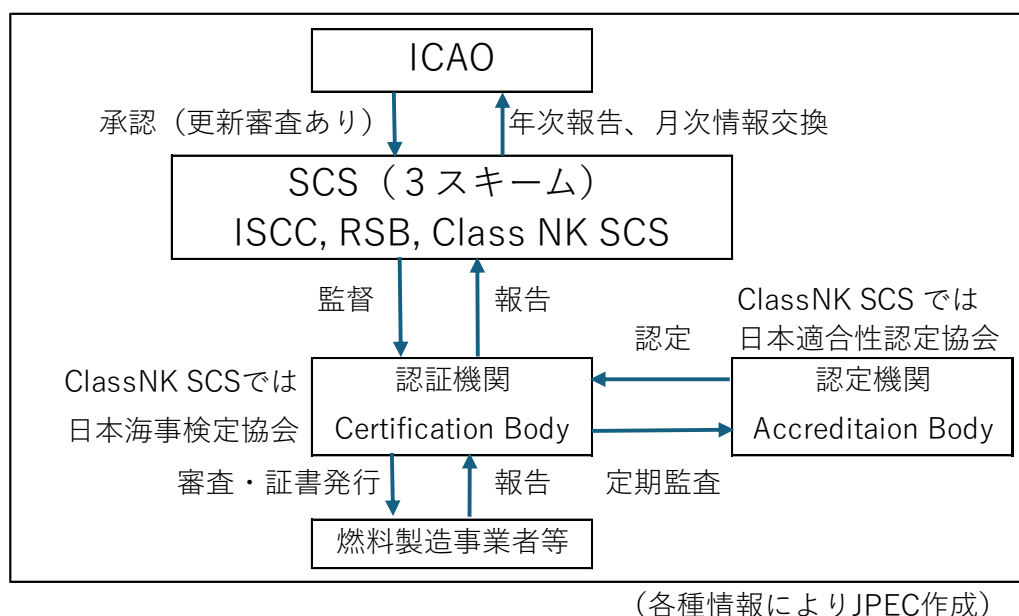 ICAO
承認（更新審査あり）
年次報告、月次情報交換
SCS（３スキーム）
ISCC, RSB, Class NK SCS
監督
報告
ClassNK SCS では
日本適合性認定協会
認定
ClassNK SCSでは
日本海事検定協会
認証機関
Certification Body
認定機関
Accreditaion Body
審査・証書発行
報告
定期監査
燃料製造事業者等
（各種情報によりJPEC作成）